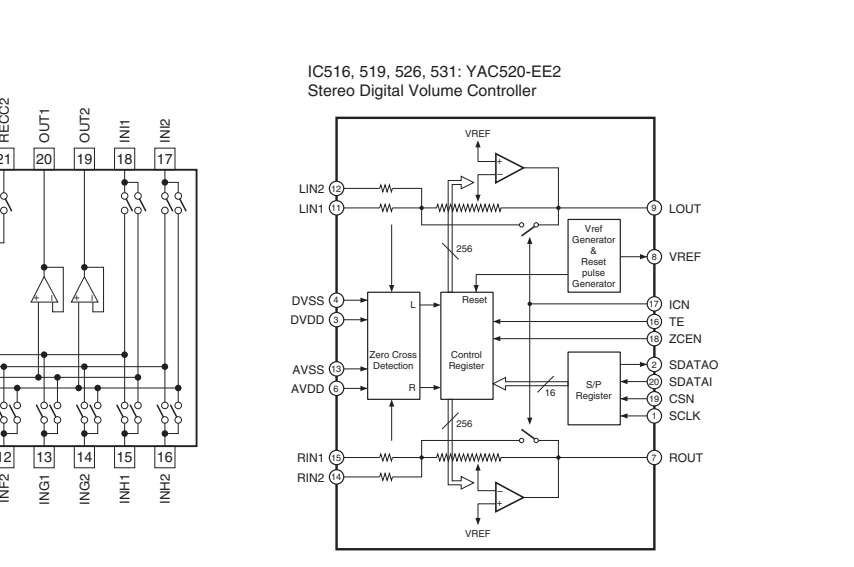 IC516, 519, 526, 531: YAC520-EE2
Stereo Digital Volume Controller
RECC2
OUT1
OUT2
INI1
INI2
21
20
19
18
17
+
−
+
−
12
13
14
15
16
INF2
ING1
ING2
INH1
INH2
VREF
+
−
LIN2 12
LIN1 11
9 LOUT
256
Vref
Generator
&
Reset
pulse
Generator
8 VREF
DVSS 4
DVDD 3
AVSS 13
AVDD 6
L
Zero Cross
Detection
R
Reset
Control
Register
17 ICN
16 TE
18 ZCEN
S/P
Register
16
2 SDATAO
20 SDATAI
19 CSN
1 SCLK
256
RIN1 15
RIN2 14
7 ROUT
−
+
VREF